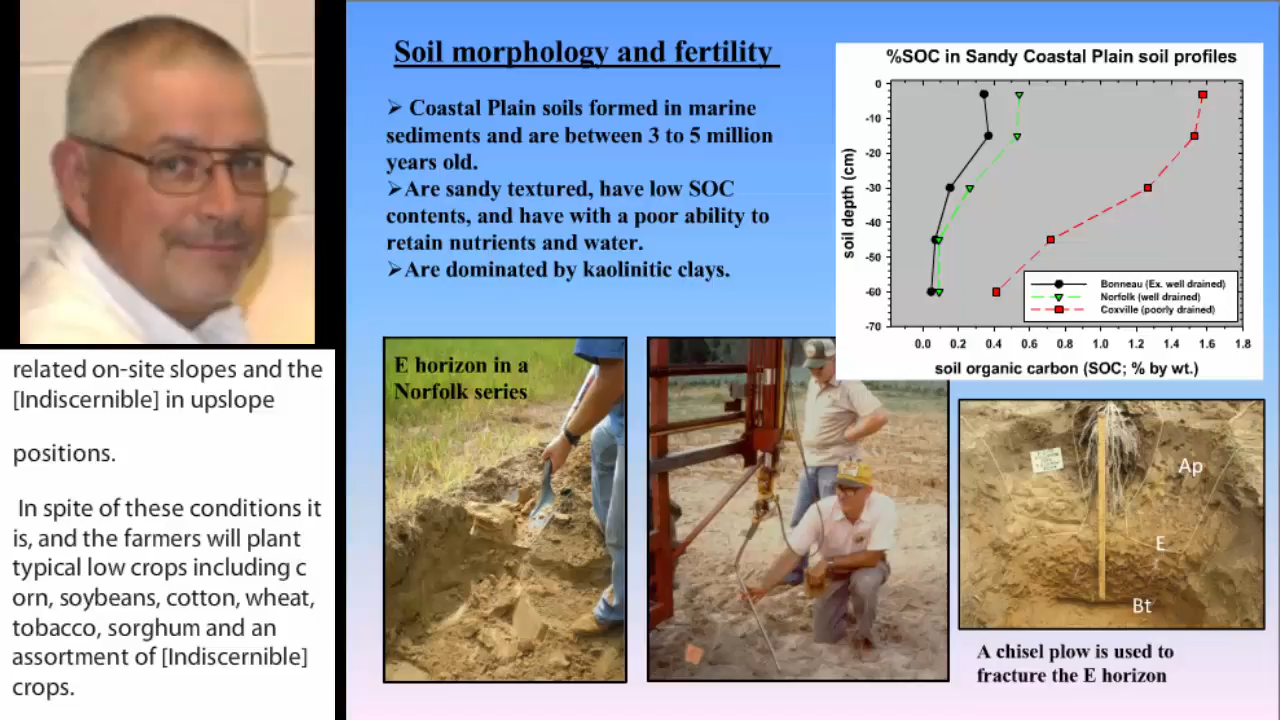 related on-site slopes and the
[Indiscernible] in upslope
positions.
In spite of these conditions it
is, and the farmers will plant
typical low crops including c
orn, soybeans, cotton, wheat,
tobacco, sorghum and an
assortment of [Indiscernible]
crops.
Soil morphology and fertility
➢ Coastal Plain soils formed in marine
sediments and are between 3 to 5 million
years old.
➢Are sandy textured, have low SOC
contents, and have with a poor ability to
retain nutrients and water.
➢Are dominated by kaolinitic clays.
%SOC in Sandy Coastal Plain soil profiles
soil depth (cm)
0
-10
-20
-30
-40
-50
-60
-70
Bonneau (Ex. well drained)
Norfolk (well drained)
Coxville (poorly drained)
0.0 0.2 0.4 0.6 0.8 1.0 1.2 1.4 1.6 1.8
soil organic carbon (SOC; % by wt.)
E horizon in a
Norfolk series
Ap
E
Bt
A chisel plow is used to
fracture the E horizon